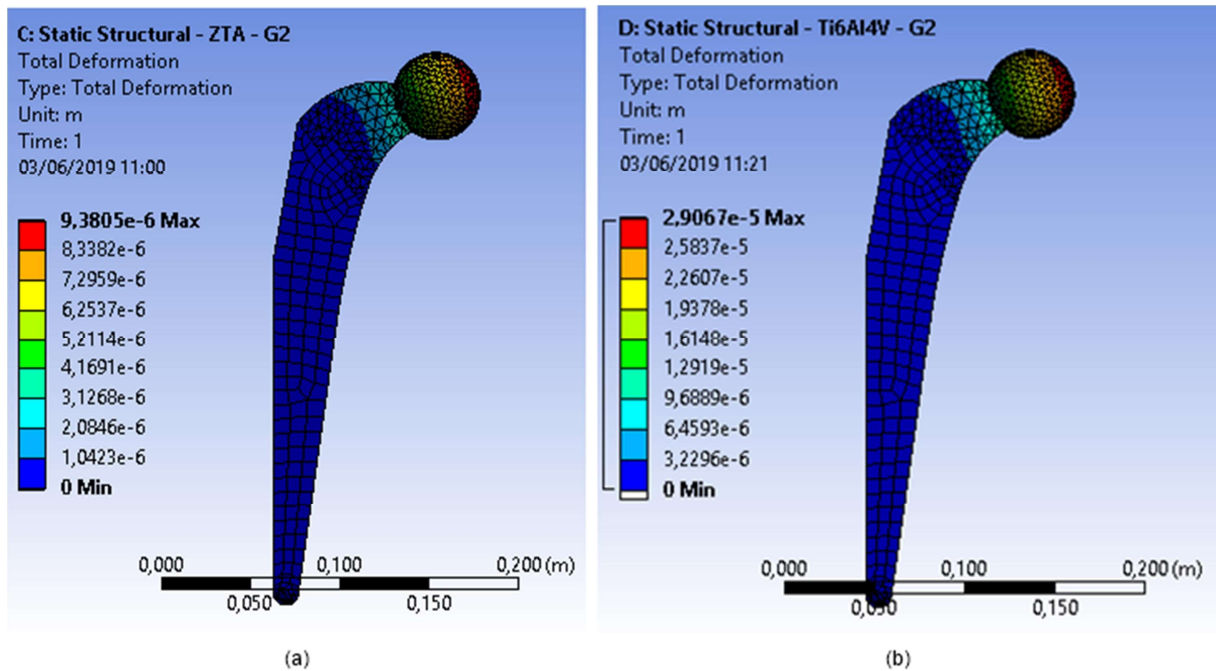 C: Static Structural - ZTA - G2
Total Deformation
Type: Total Deformation
Unit: m
Time: 1
03/06/2019 11:00
9,3805e-6 Max
8,3382e-6
7,2959e-6
6,2537e-6
5,2114e-6
4,1691e-6
3,1268e-6
2,0846e-6
1,0423e-6
0 Min
0,000 0,100 0,200 (m)
0,050 0,150
(a)
D: Static Structural - Ti6Al4V - G2
Total Deformation
Type: Total Deformation
Unit: m
Time: 1
03/06/2019 11:21
2,9067e-5 Max
2,5837e-5
2,2607e-5
1,9378e-5
1,6148e-5
1,2919e-5
9,6889e-6
6,4593e-6
3,2296e-6
0 Min
0,000 0,100 0,200 (m)
0,050 0,150
(b)